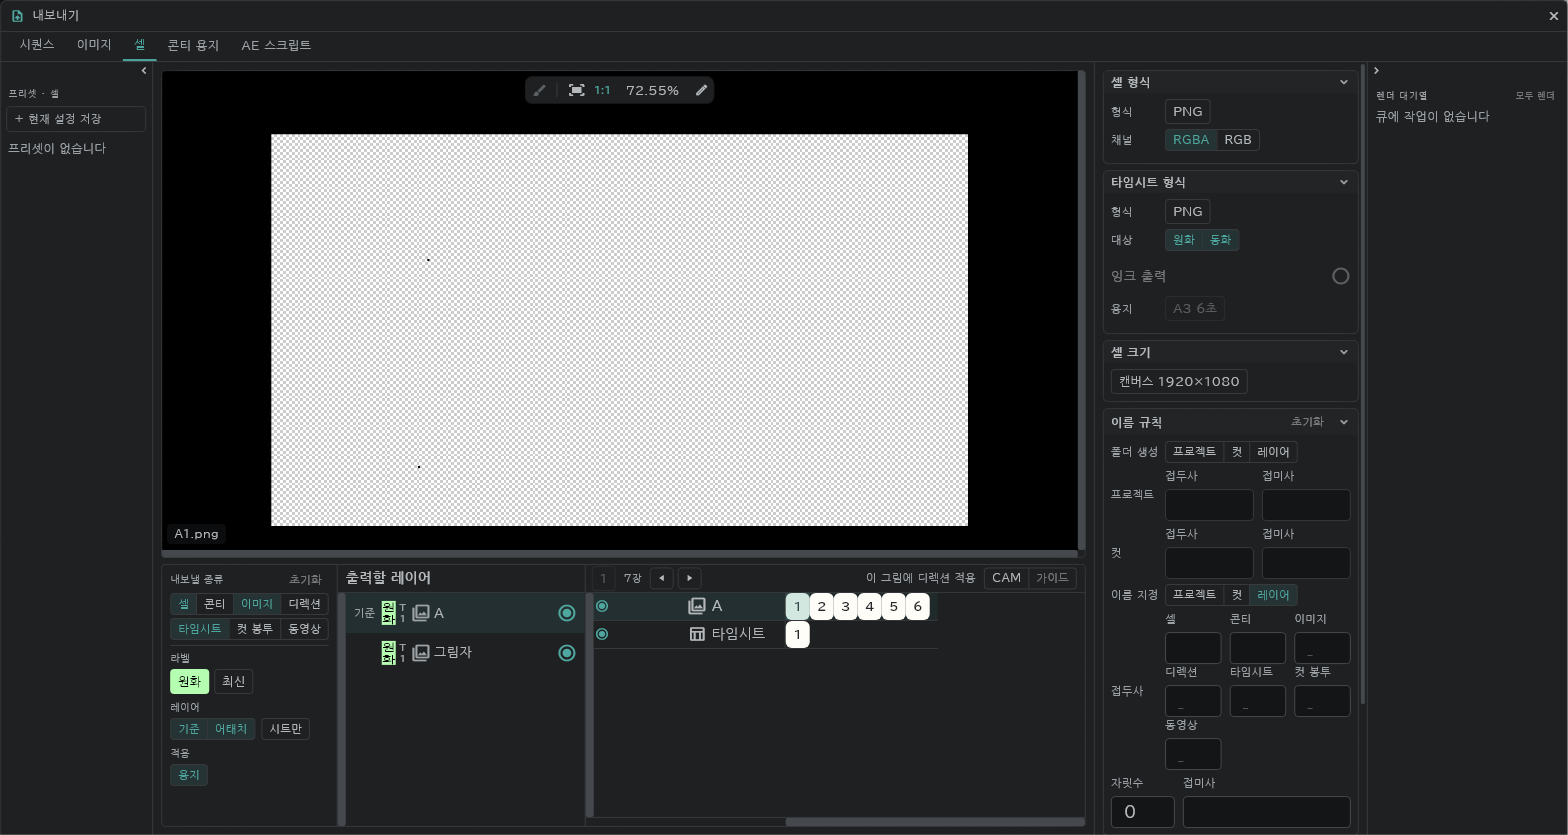 내보내기
시퀀스 이미지 셀 콘티 용지 AE 스크립트
프리셋 · 셀
+ 현재 설정 저장
프리셋이 없습니다
1:1 72.55%
A1.png
내보낼 종류 초기화
셀 콘티 이미지 디렉션
타임시트 컷 봉투 동영상
라벨
원화 최신
레이어
기준 어태치 시트만
적용
용지
출력할 레이어
기준 원화 T1 A
원화 T1 그림자
1 7장 이 그림에 디렉션 적용 CAM 가이드
A 1 2 3 4 5 6
타임시트 1
셀 형식
형식 PNG
채널 RGBA RGB
타임시트 형식
형식 PNG
대상 원화 동화
잉크 출력
용지 A3 6초
셀 크기
캔버스 1920×1080
이름 규칙 초기화
폴더 생성 프로젝트 컷 레이어
접두사 접미사
프로젝트
접두사 접미사
컷
이름 지정 프로젝트 컷 레이어
셀 콘티 이미지
_
디렉션 타임시트 컷 봉투
접두사
_ _ _
동영상
_
자릿수 접미사
0
렌더 대기열 모두 렌더
큐에 작업이 없습니다